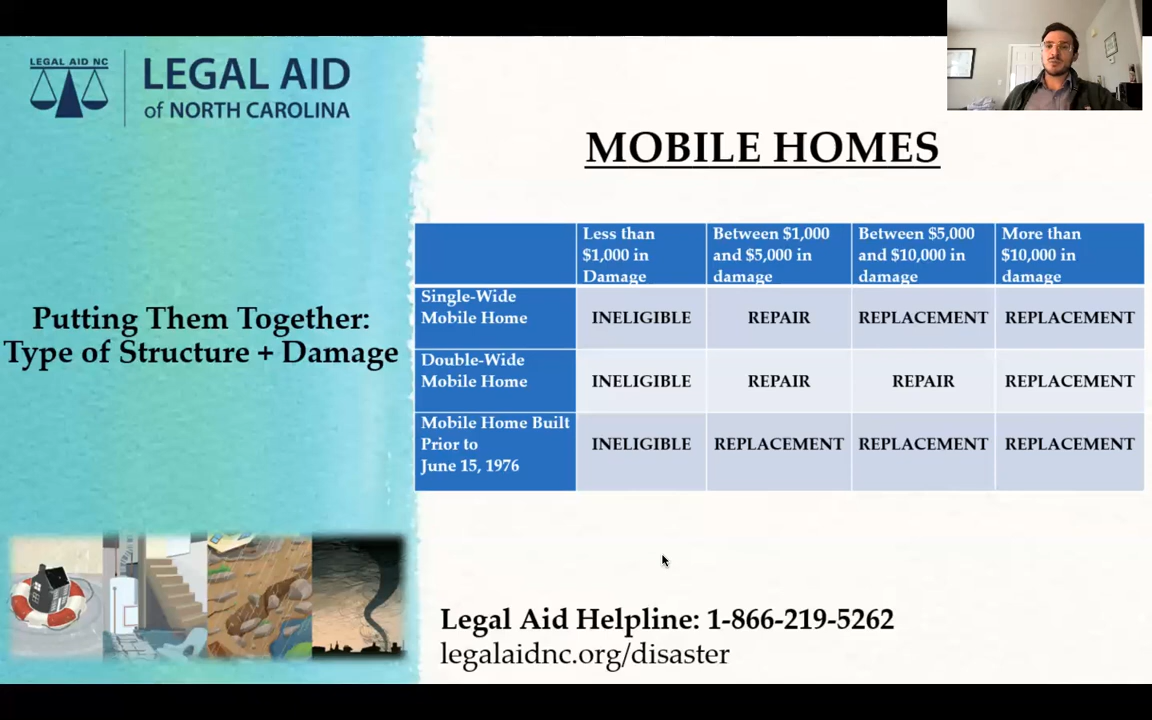 LEGAL AID NC
LEGAL AID
of NORTH CAROLINA
Putting Them Together:
Type of Structure + Damage
MOBILE HOMES
Less than
$1,000 in
Damage
Between $1,000
and $5,000 in
damage
Between $5,000
and $10,000 in
damage
More than
$10,000 in
damage
Single-Wide
Mobile Home
INELIGIBLE
REPAIR
REPLACEMENT
REPLACEMENT
Double-Wide
Mobile Home
INELIGIBLE
REPAIR
REPAIR
REPLACEMENT
Mobile Home Built
Prior to
June 15, 1976
INELIGIBLE
REPLACEMENT
REPLACEMENT
REPLACEMENT
Legal Aid Helpline: 1-866-219-5262
legalaidnc.org/disaster